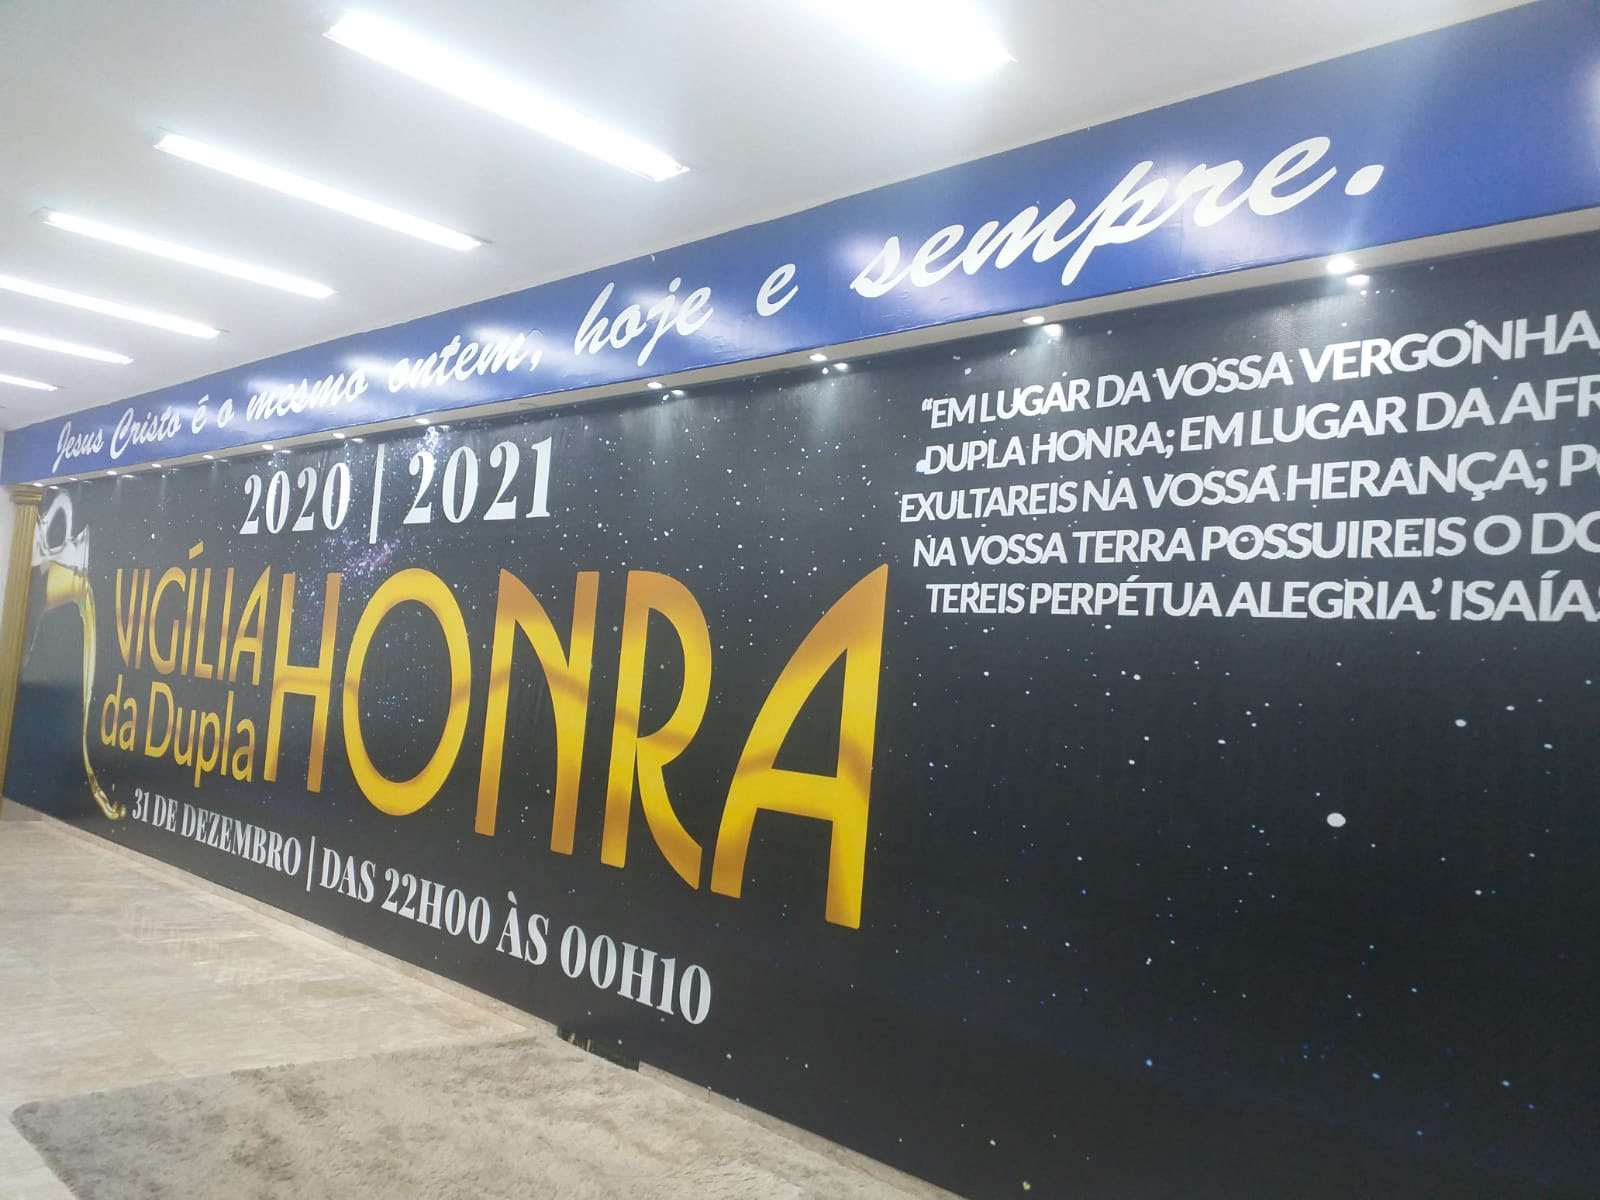 Jesus Cristo é o mesmo ontem, hoje e sempre.
2020 | 2021
VIGÍLIA
da Dupla
HONRA
31 DE DEZEMBRO | DAS 22H00 ÀS 00H10
“EM LUGAR DA VOSSA VERGONHA
DUPLA HONRA; EM LUGAR DA
EXULTAREIS NA VOSSA HERANÇA;
NA VOSSA TERRA POSSUIREIS O
TEREIS PERPÉTUA ALEGRIA.’ ISAÍAS